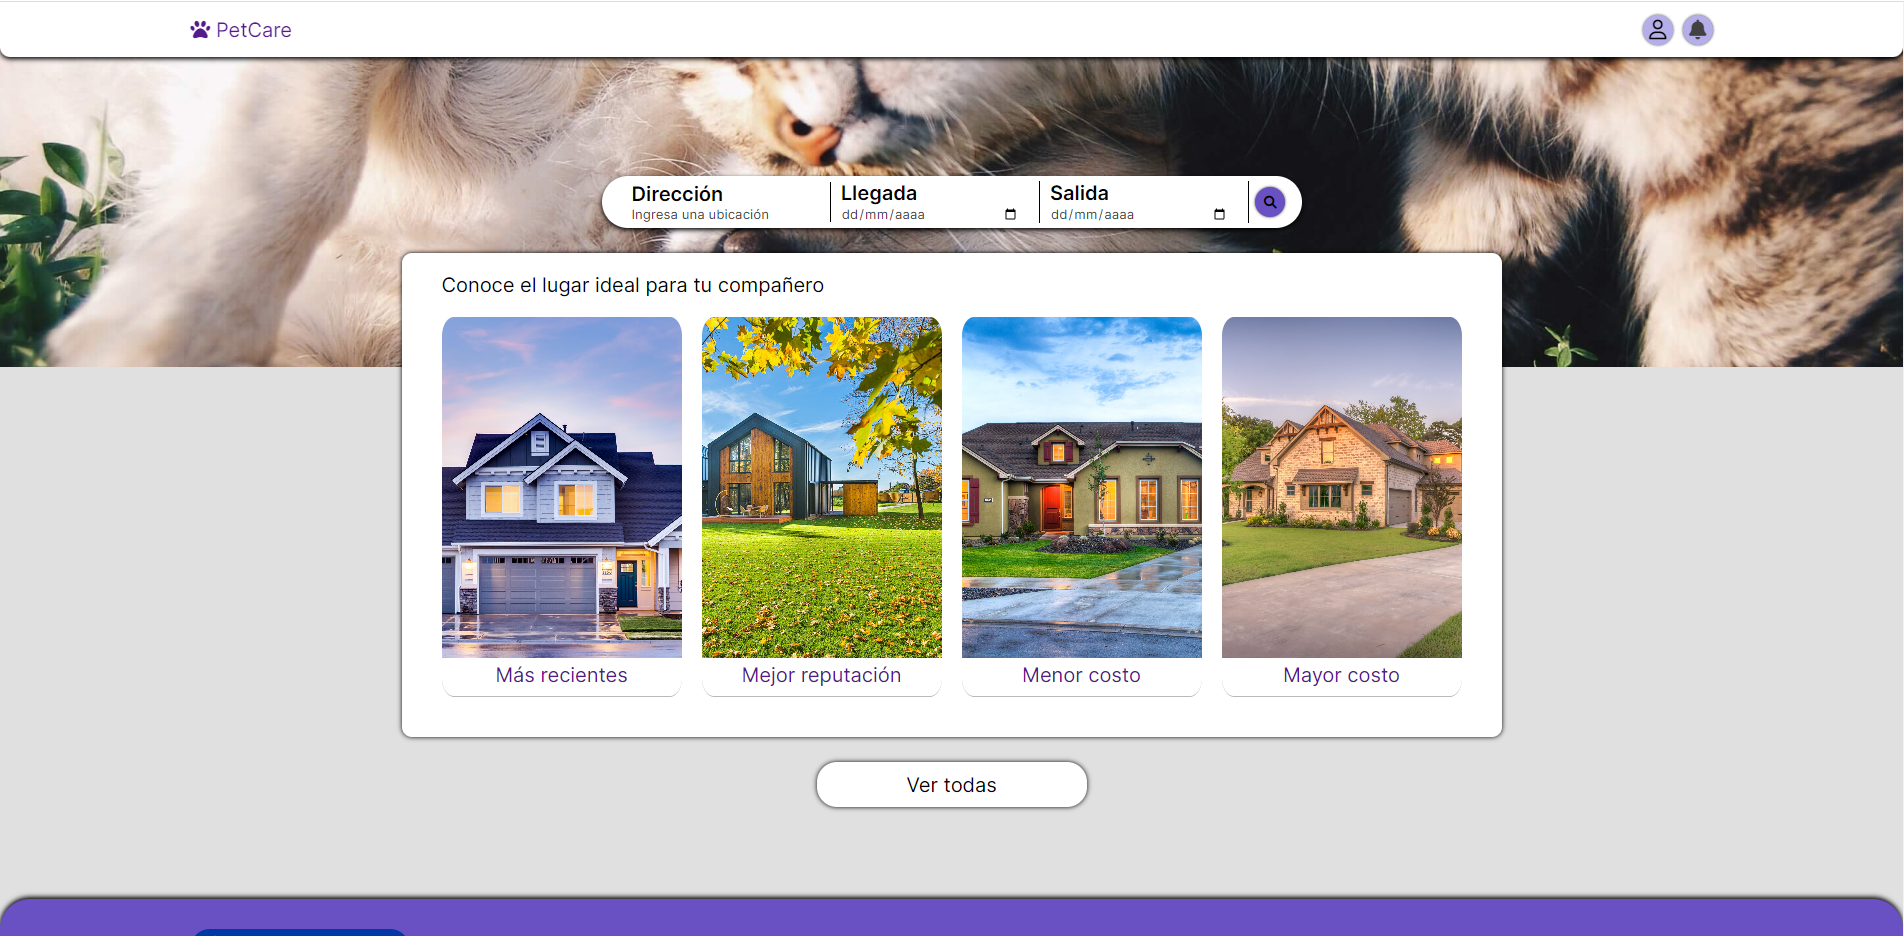 PetCare
Dirección
Ingresa una ubicación
Llegada
dd/mm/aaaa
Salida
dd/mm/aaaa
Conoce el lugar ideal para tu compañero
Más recientes
Mejor reputación
Menor costo
Mayor costo
Ver todas